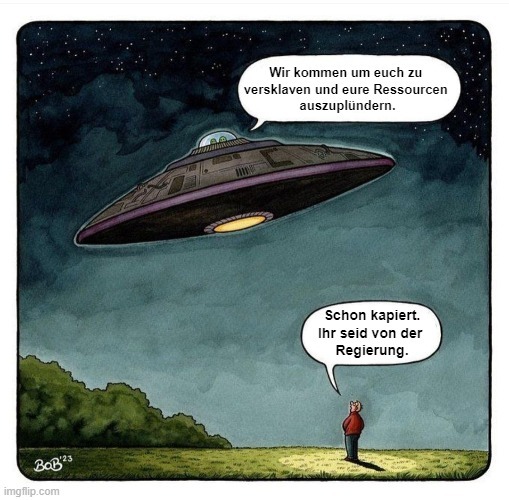 Wir kommen um euch zu
versklaven und eure Ressourcen
auszuplündern.
Schon kapiert.
Ihr seid von der
Regierung.
BOB '23
imgflip.com